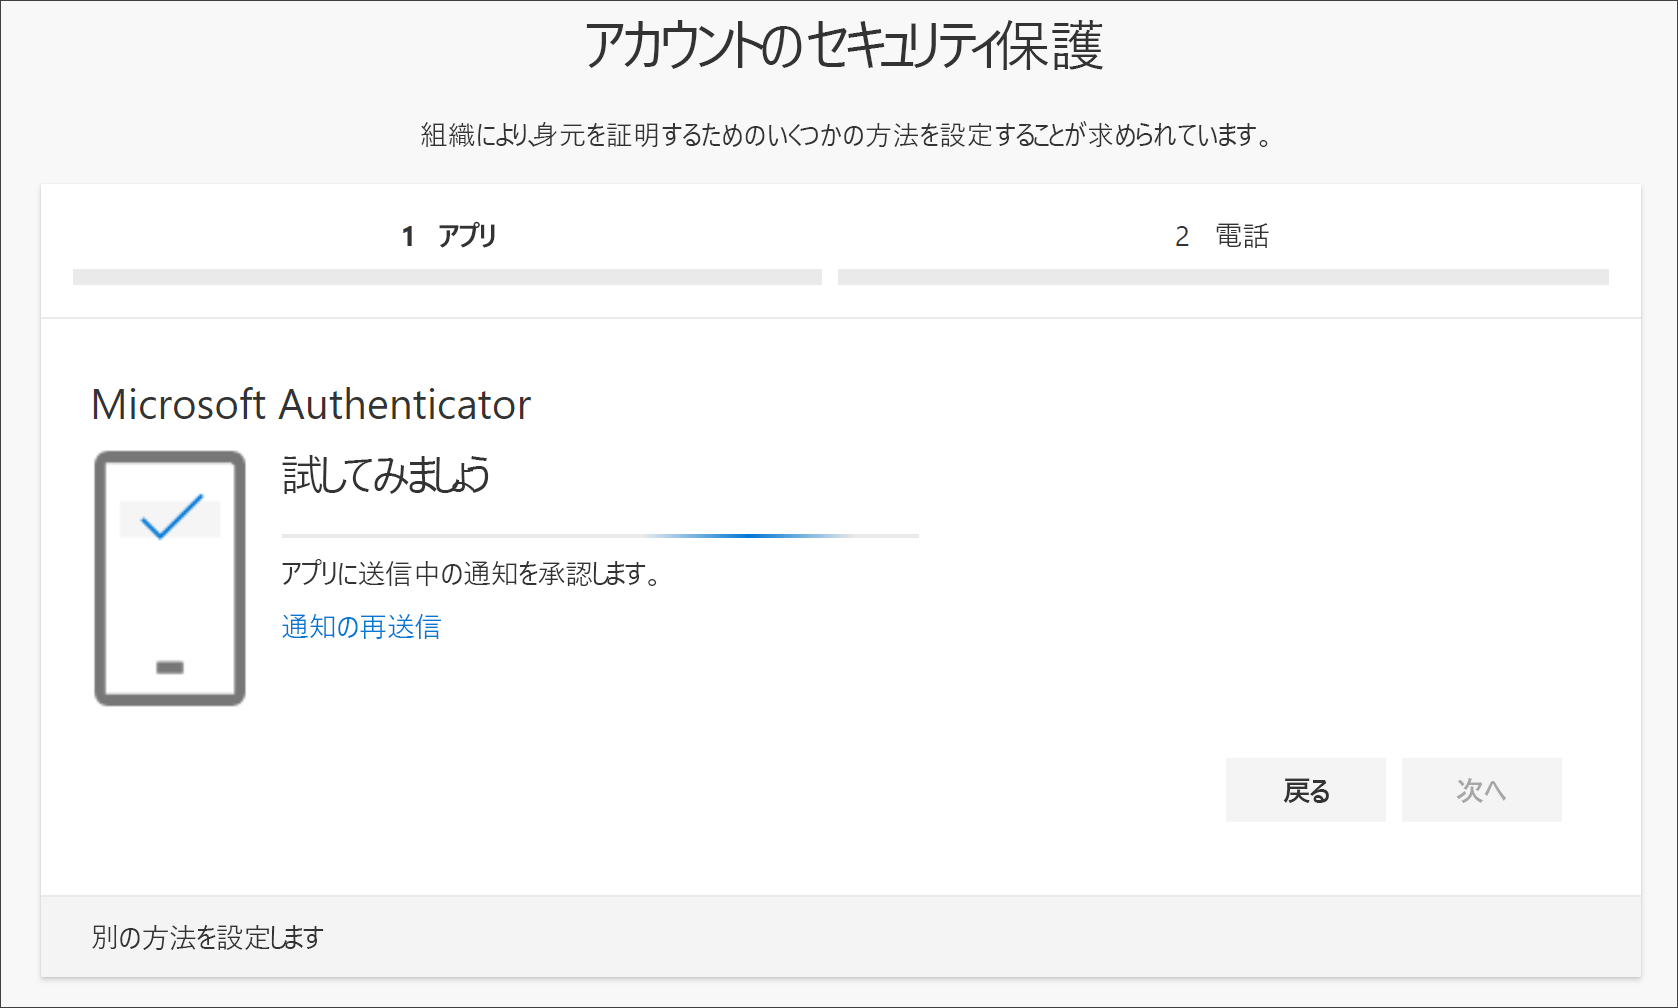 アカウントのセキュリティ保護
組織により、身元を証明するためのいくつかの方法を設定することが求められています。
1 アプリ
2 電話
Microsoft Authenticator
試してみましょう
アプリに送信中の通知を承認します。
通知の再送信
戻る
次へ
別の方法を設定します